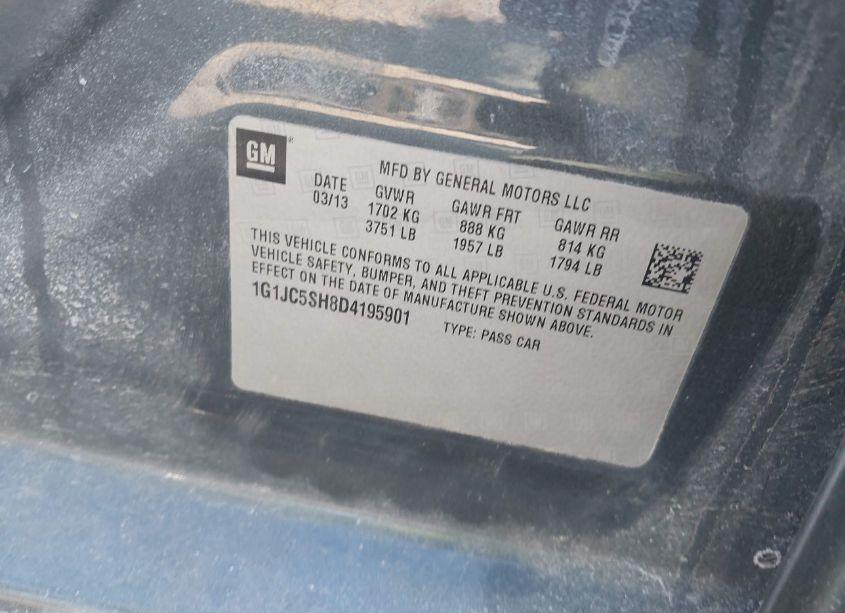 GM
MFD BY GENERAL MOTORS LLC
DATE GVWR GAWR FRT GAWR RR
03/13 1702 KG 888 KG 814 KG
3751 LB 1957 LB 1794 LB
THIS VEHICLE CONFORMS TO ALL APPLICABLE U.S. FEDERAL MOTOR
VEHICLE SAFETY, BUMPER, AND THEFT PREVENTION STANDARDS IN
EFFECT ON THE DATE OF MANUFACTURE SHOWN ABOVE.
1G1JC5SH8D4195901 TYPE: PASS CAR